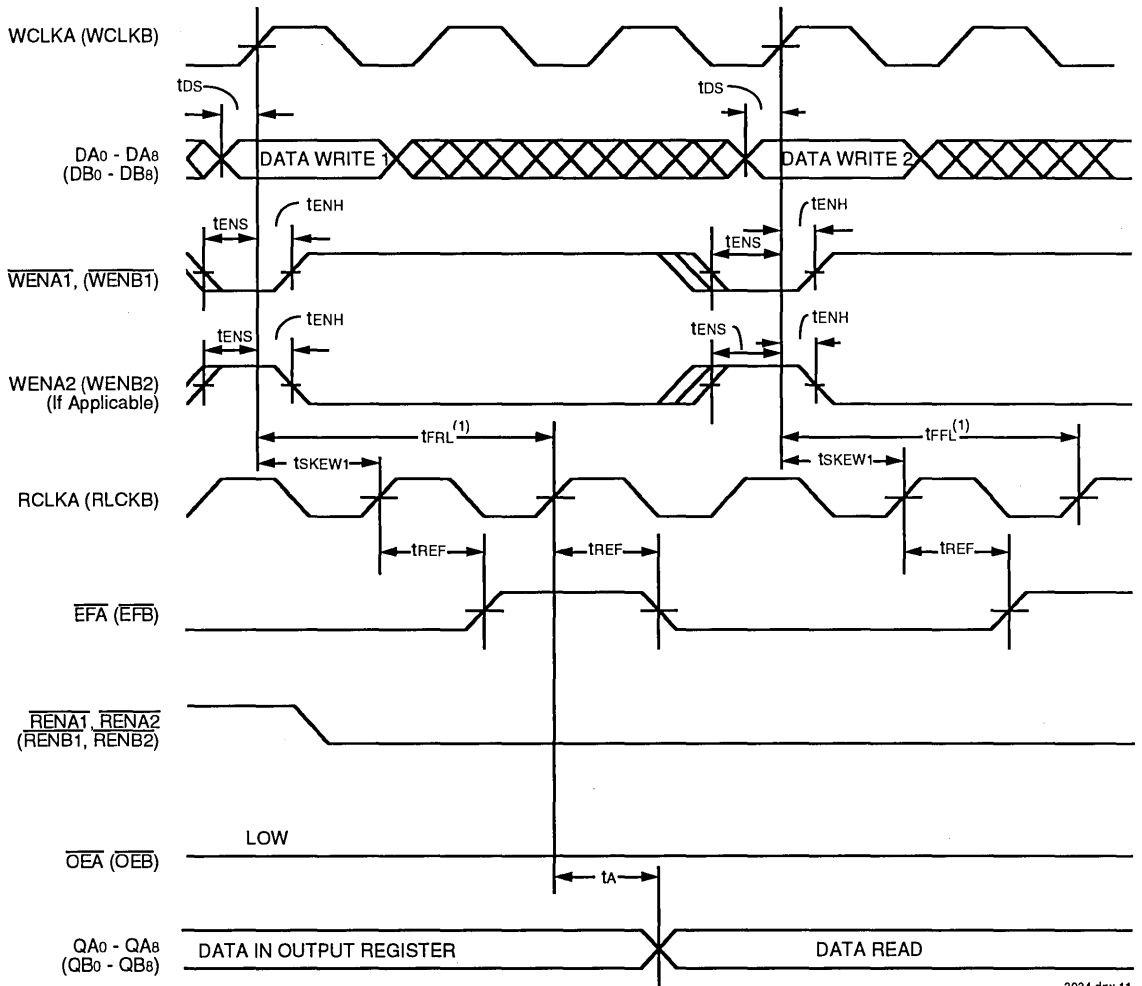 WCLKA (WCLKB)
tDS
tDS
DA0 - DA8
(DB0 - DB8)
DATA WRITE 1
DATA WRITE 2
tENS
tENH
tENS
tENH
WENA1, (WENB1)
tENS
tENH
tENS
tENH
WENA2 (WENB2)
(If Applicable)
tFRL(1)
tFFL(1)
tSKEW1
tSKEW1
RCLKA (RLCKB)
tREF
tREF
tREF
EFA (EFB)
RENA1, RENA2
(RENB1, RENB2)
LOW
OEA (OEB)
tA
QA0 - QA8
(QB0 - QB8)
DATA IN OUTPUT REGISTER
DATA READ